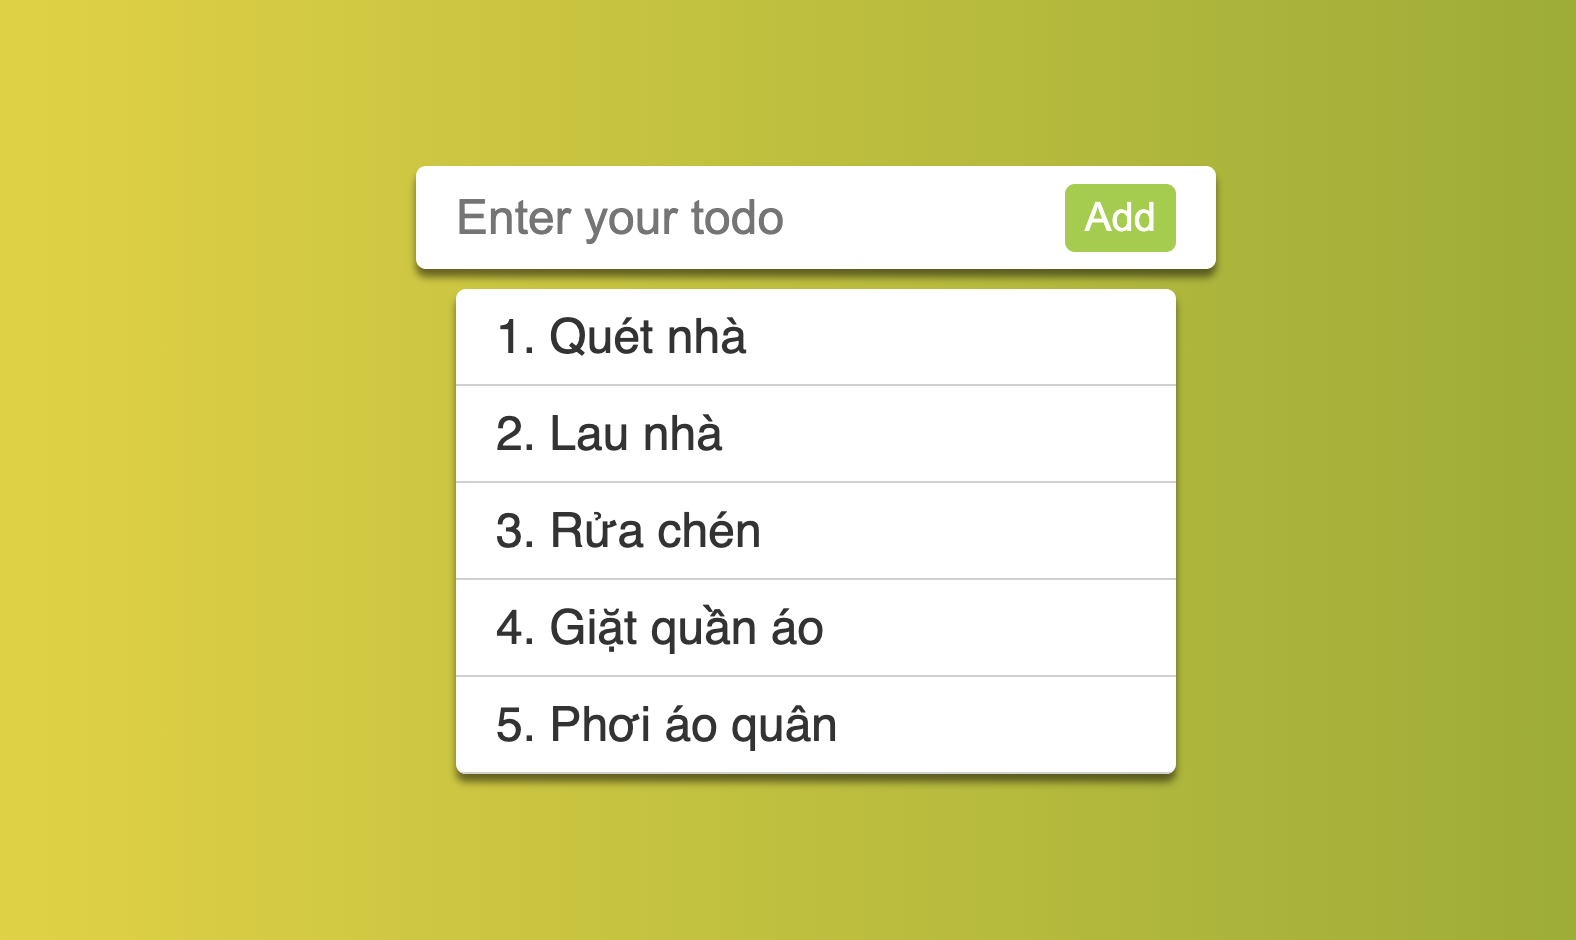 Enter your todo
Add
1. Quét nhà
2. Lau nhà
3. Rửa chén
4. Giặt quần áo
5. Phơi áo quân